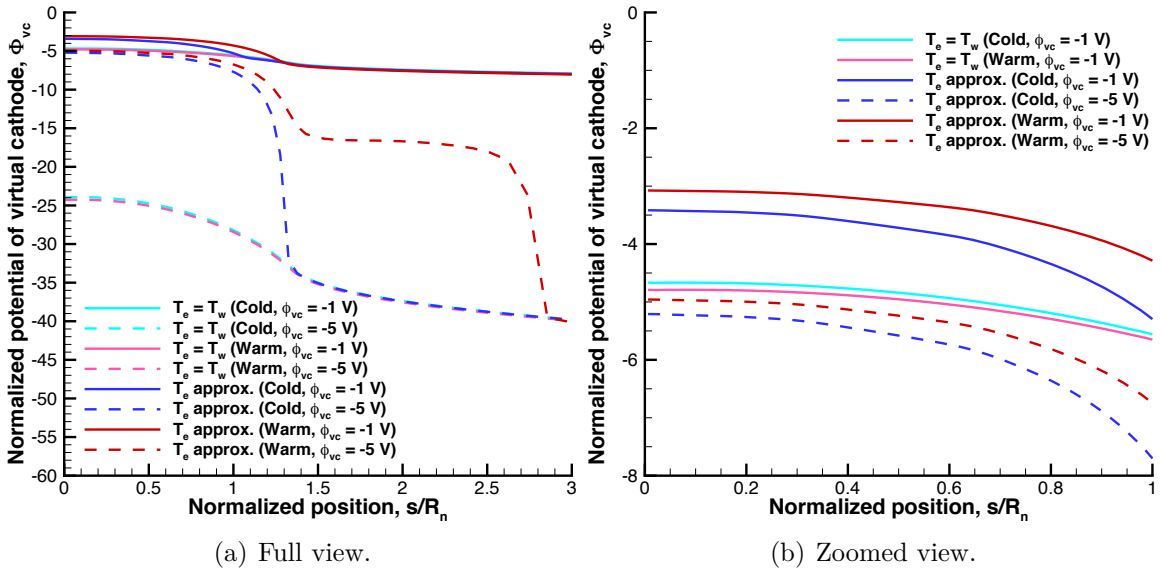 Normalized potential of virtual cathode, Φvc
0
-5
-10
-15
-20
-25
-30
-35
-40
-45
-50
-55
-60
Te = Tw (Cold, ϕvc = -1 V)
Te = Tw (Cold, ϕvc = -5 V)
Te = Tw (Warm, ϕvc = -1 V)
Te = Tw (Warm, ϕvc = -5 V)
Te approx. (Cold, ϕvc = -1 V)
Te approx. (Cold, ϕvc = -5 V)
Te approx. (Warm, ϕvc = -1 V)
Te approx. (Warm, ϕvc = -5 V)
0 0.5 1 1.5 2 2.5 3
Normalized position, s/Rn
(a) Full view.
Normalized potential of virtual cathode, Φvc
0
-2
-4
-6
-8
Te = Tw (Cold, ϕvc = -1 V)
Te = Tw (Warm, ϕvc = -1 V)
Te approx. (Cold, ϕvc = -1 V)
Te approx. (Cold, ϕvc = -5 V)
Te approx. (Warm, ϕvc = -1 V)
Te approx. (Warm, ϕvc = -5 V)
0 0.2 0.4 0.6 0.8 1
Normalized position, s/Rn
(b) Zoomed view.